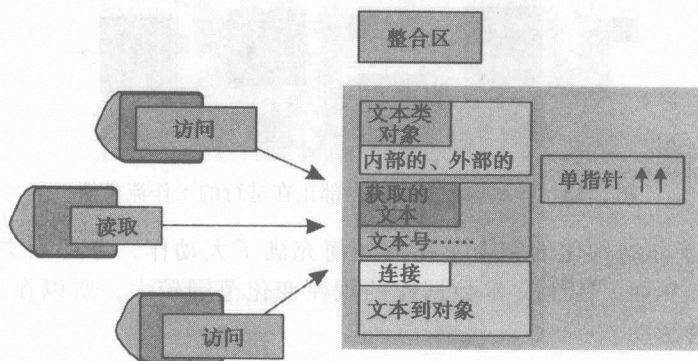 整合区
访问
文本类
对象
内部的、外部的
单指针
获取的
文本
读取
文本号……
连接
访问
文本到对象